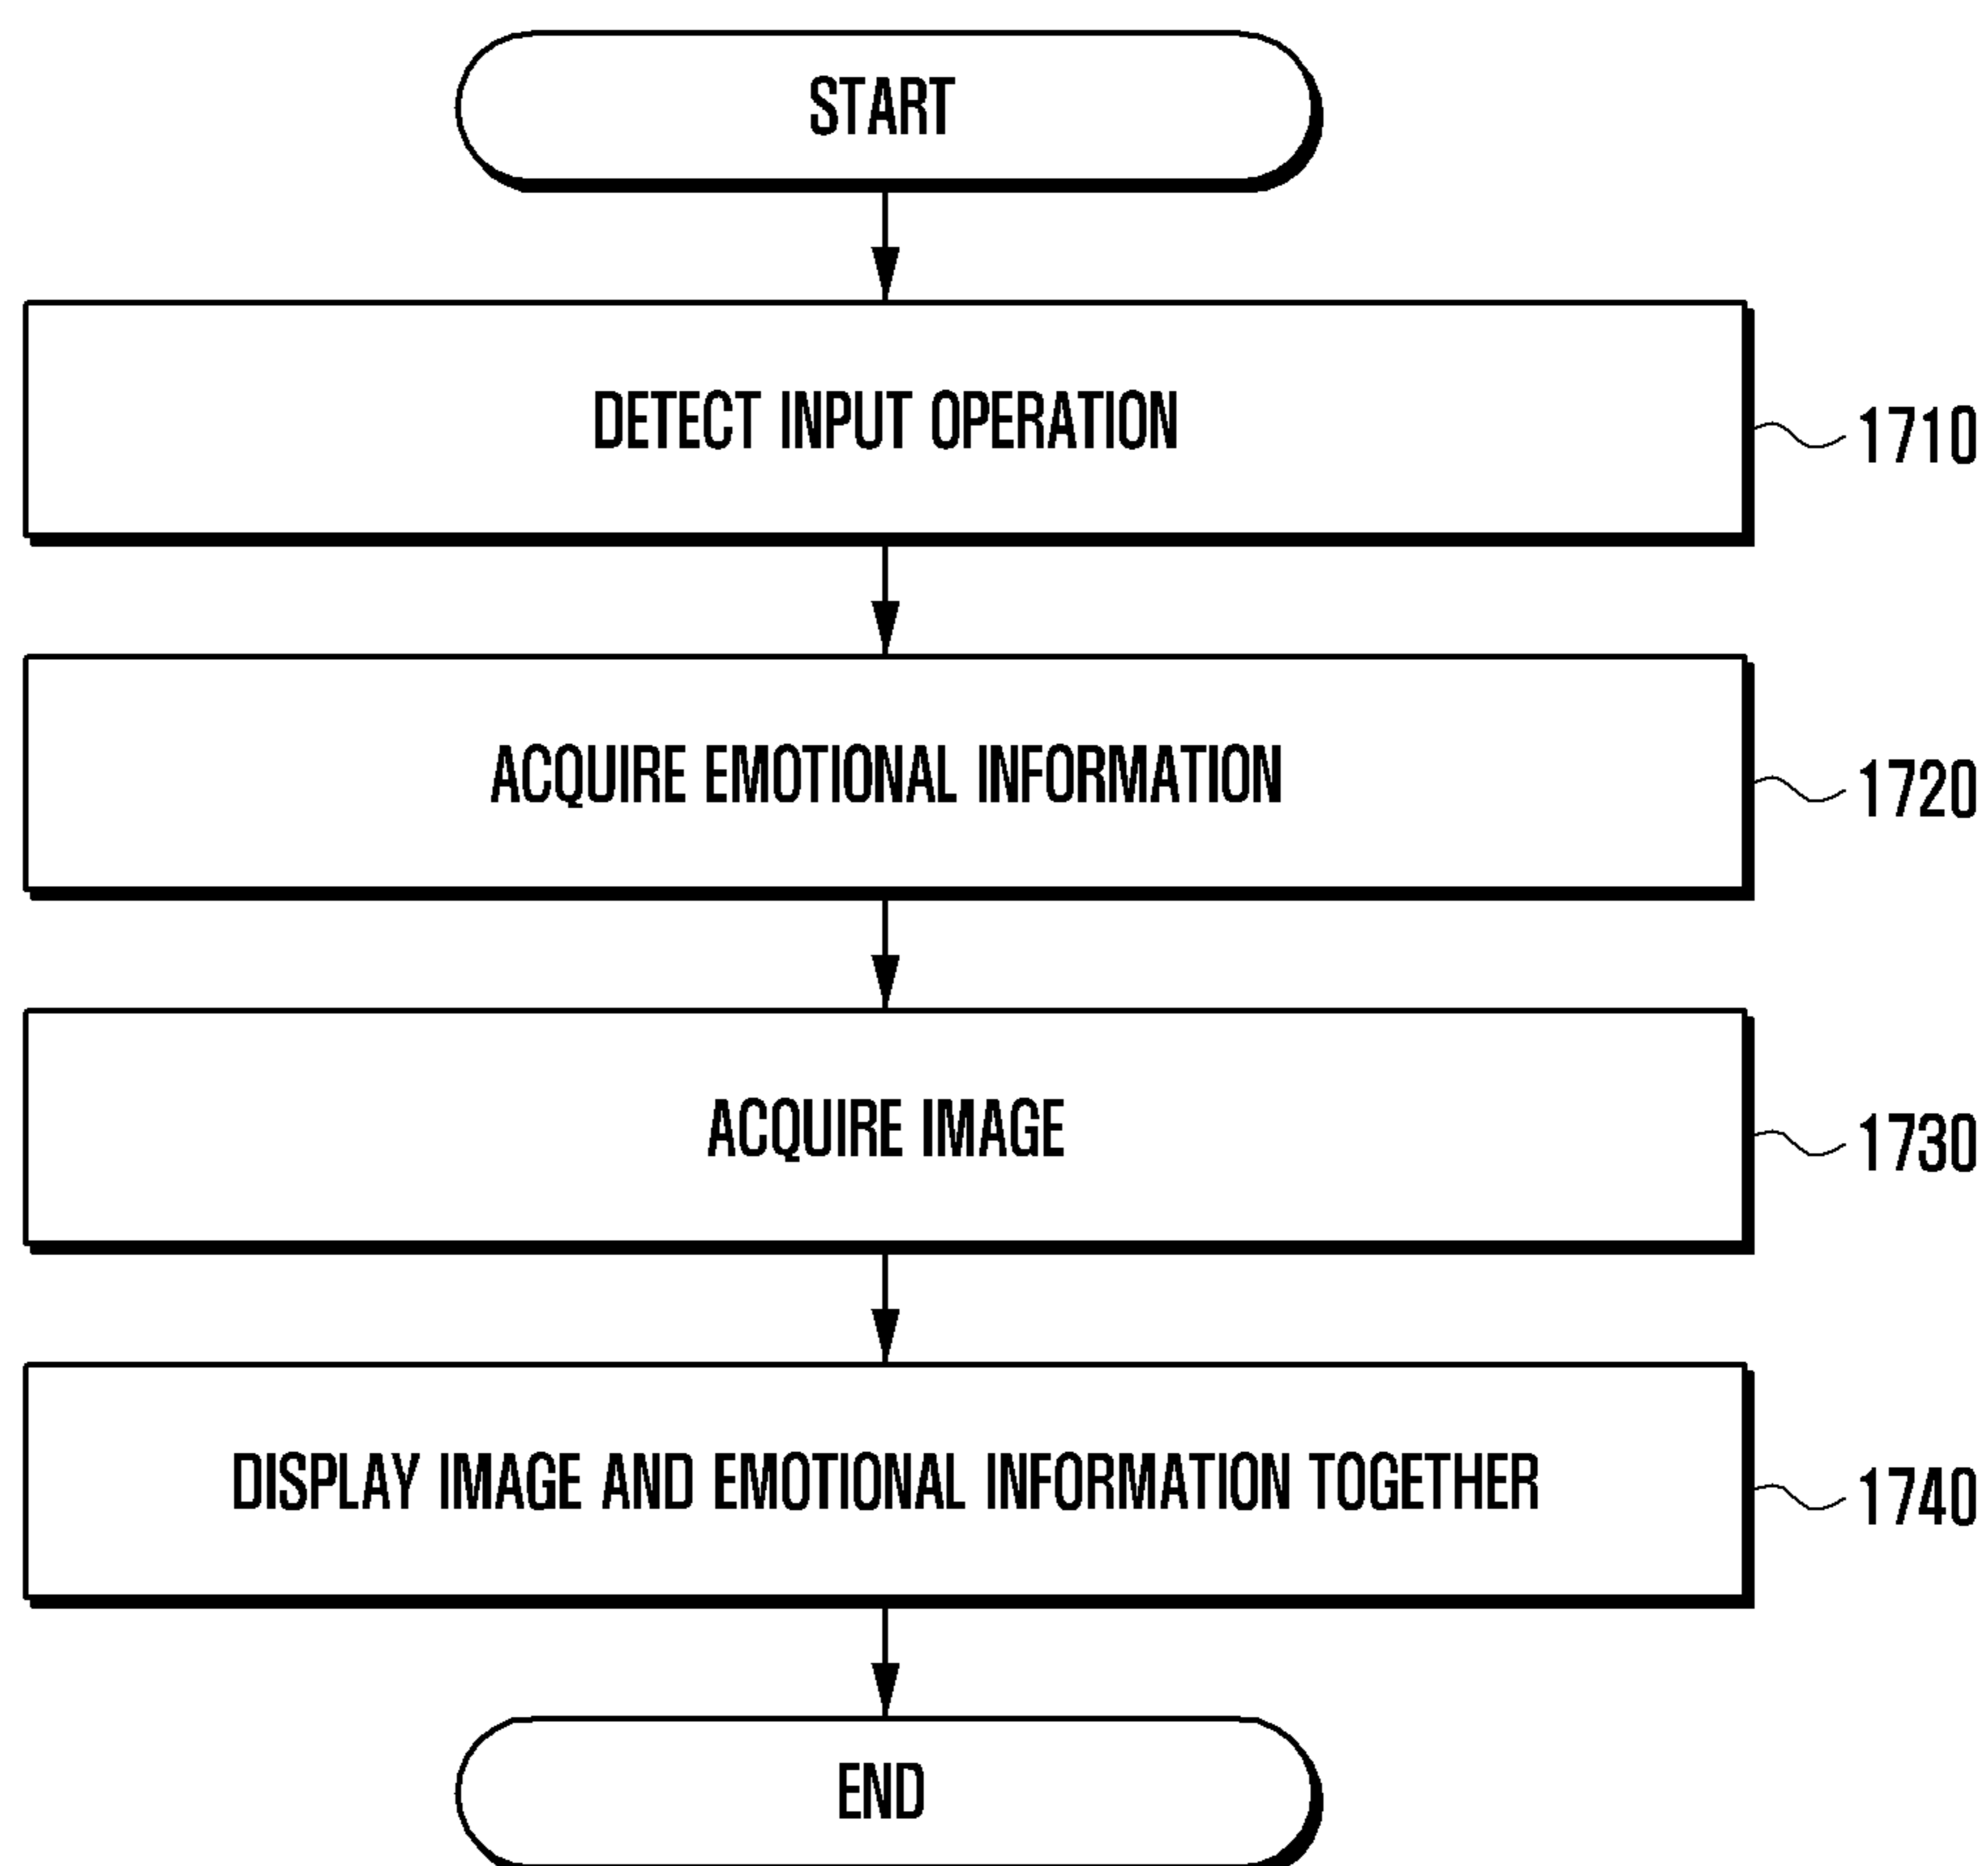 START
DETECT INPUT OPERATION
1710
ACQUIRE EMOTIONAL INFORMATION
1720
ACQUIRE IMAGE
1730
DISPLAY IMAGE AND EMOTIONAL INFORMATION TOGETHER
1740
END